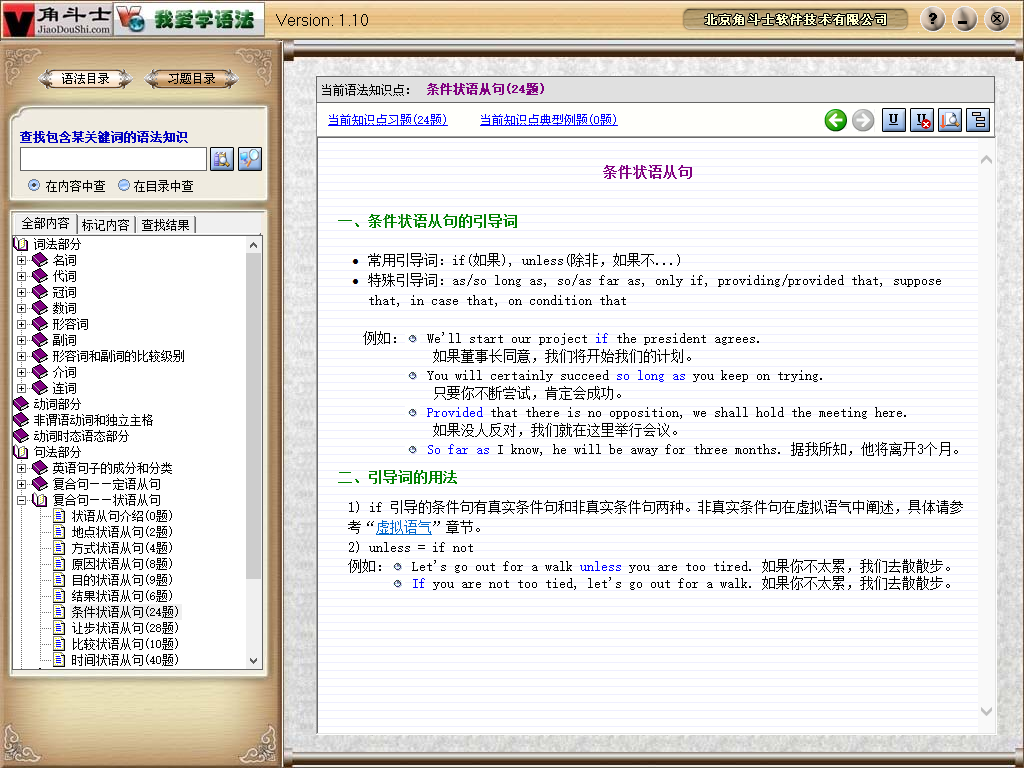 角斗士
JiaoDouShi.com
我爱学语法
Version: 1.10
北京角斗士软件技术有限公司
语法目录
习题目录
查找包含某关键词的语法知识
在内容中查
在目录中查
全部内容
标记内容
查找结果
词法部分
名词
代词
冠词
数词
形容词
副词
形容词和副词的比较级别
介词
连词
动词部分
非谓语动词和独立主格
动词时态语态部分
句法部分
英语句子的成分和分类
复合句——定语从句
复合句——状语从句
状语从句介绍(0题)
地点状语从句(2题)
方式状语从句(4题)
原因状语从句(8题)
目的状语从句(9题)
结果状语从句(6题)
条件状语从句(24题)
让步状语从句(28题)
比较状语从句(10题)
时间状语从句(40题)
当前语法知识点: 条件状语从句(24题)
当前知识点习题(24题)
当前知识点典型例题(0题)
条件状语从句
一、条件状语从句的引导词
常用引导词：if(如果), unless(除非，如果不...)
特殊引导词：as/so long as, so/as far as, only if, providing/provided that, suppose
that, in case that, on condition that
例如： We'll start our project if the president agrees.
如果董事长同意，我们将开始我们的计划。
You will certainly succeed so long as you keep on trying.
只要你不断尝试，肯定会成功。
Provided that there is no opposition, we shall hold the meeting here.
如果没人反对，我们就在这里举行会议。
So far as I know, he will be away for three months. 据我所知，他将离开3个月。
二、引导词的用法
1) if 引导的条件句有真实条件句和非真实条件句两种。非真实条件句在虚拟语气中阐述，具体请参
考“虚拟语气”章节。
2) unless = if not
例如： Let's go out for a walk unless you are too tired. 如果你不太累，我们去散散步。
If you are not too tied, let's go out for a walk. 如果你不太累，我们去散散步。